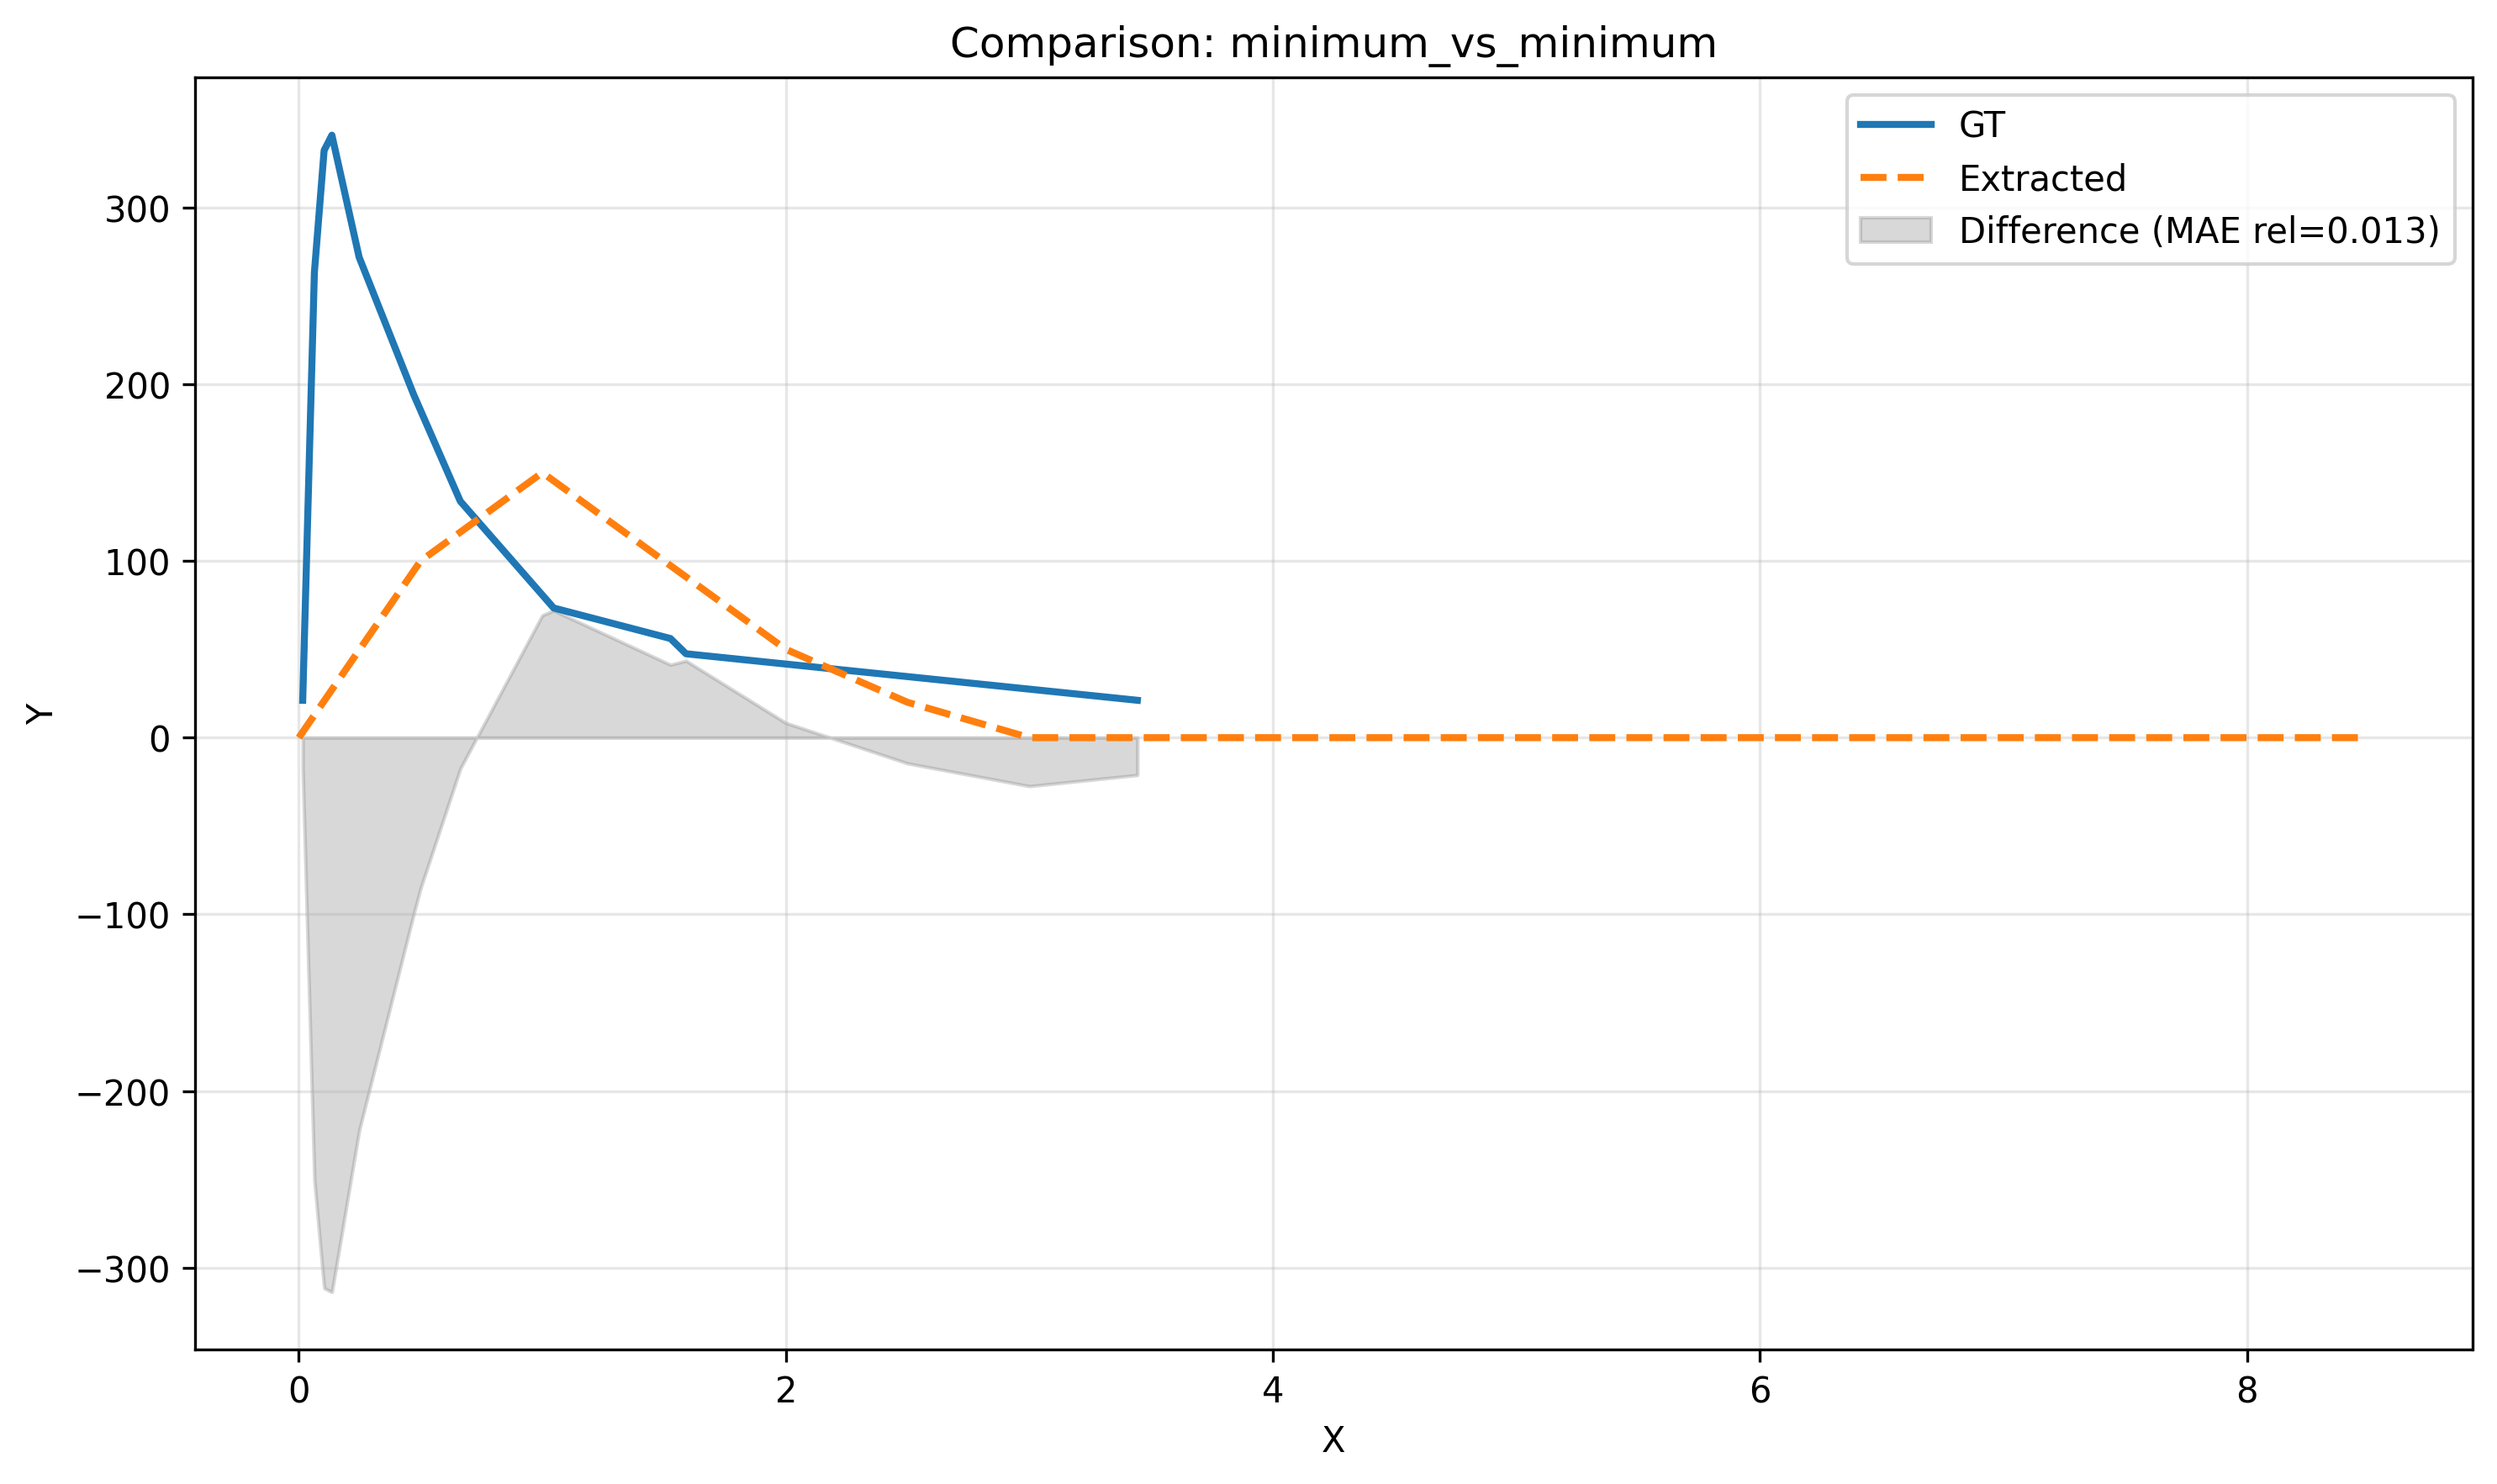 Comparison: minimum_vs_minimum
GT
Extracted
Difference (MAE rel=0.013)
300
200
100
0
−100
−200
−300
Y
0 2 4 6 8
X